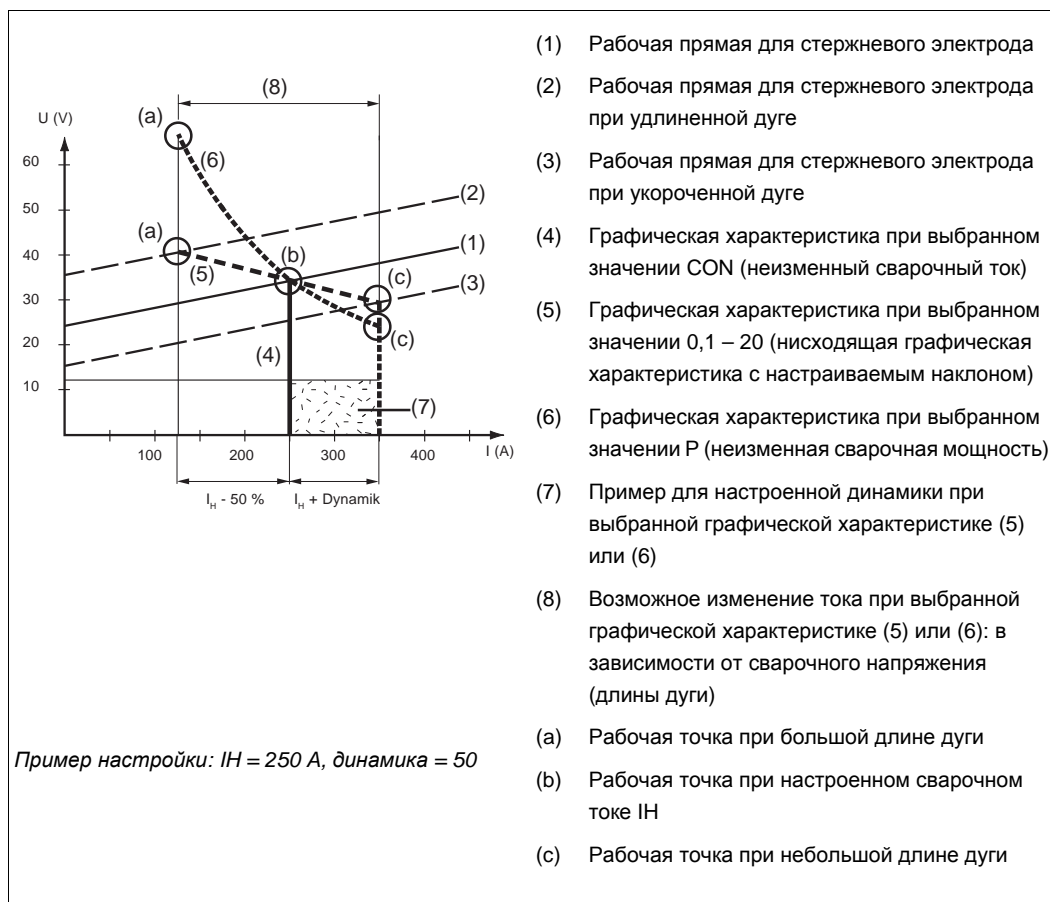 (8)
(a)
U (V)
(6)
60
50
(2)
(a)
(1)
40
(b)
(5)
(c)
(3)
30
20
(4)
(c)
10
(7)
100
200
300
400
I (A)
I_H - 50 %
I_H + Dynamik
Пример настройки: IH = 250 А, динамика = 50
(1) Рабочая прямая для стержневого электрода
(2) Рабочая прямая для стержневого электрода
при удлиненной дуге
(3) Рабочая прямая для стержневого электрода
при укороченной дуге
(4) Графическая характеристика при выбранном
значении CON (неизменный сварочный ток)
(5) Графическая характеристика при выбранном
значении 0,1 – 20 (нисходящая графическая
характеристика с настраиваемым наклоном)
(6) Графическая характеристика при выбранном
значении P (неизменная сварочная мощность)
(7) Пример для настроенной динамики при
выбранной графической характеристике (5)
или (6)
(8) Возможное изменение тока при выбранной
графической характеристике (5) или (6): в
зависимости от сварочного напряжения
(длины дуги)
(a) Рабочая точка при большой длине дуги
(b) Рабочая точка при настроенном сварочном
токе IH
(c) Рабочая точка при небольшой длине дуги